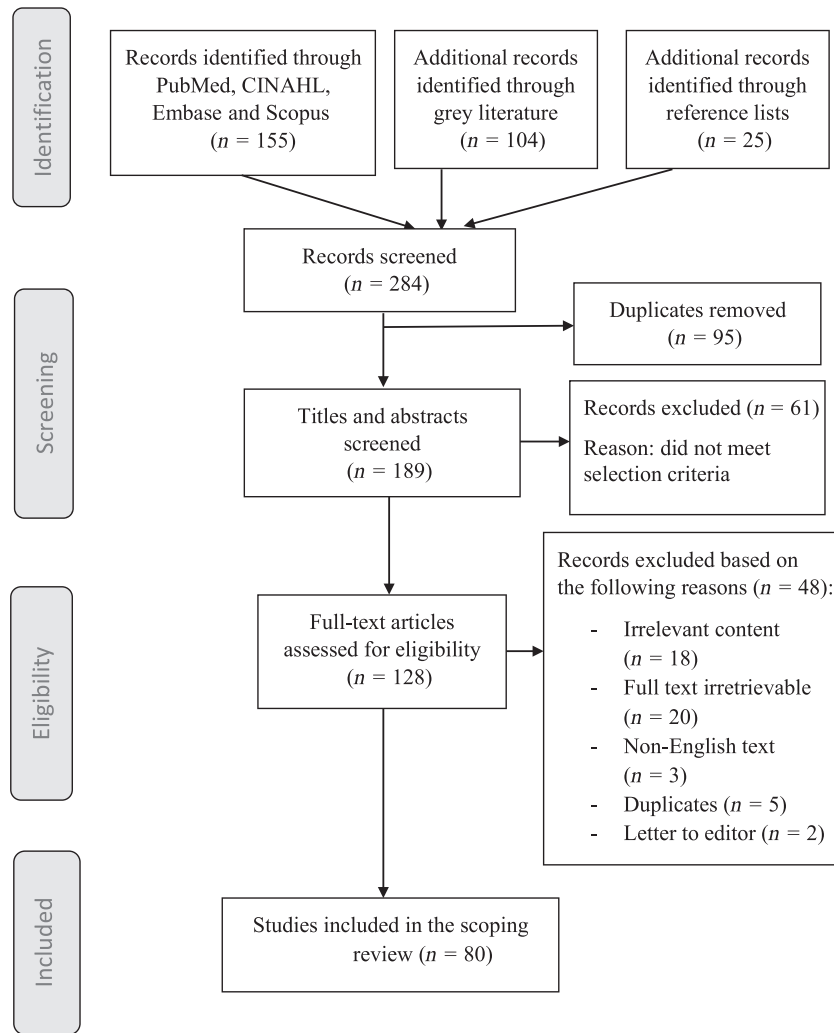 Identification
Records identified through
PubMed, CINAHL,
Embase and Scopus
(n = 155)
Additional records
identified through
grey literature
(n = 104)
Additional records
identified through
reference lists
(n = 25)
Records screened
(n = 284)
Screening
Duplicates removed
(n = 95)
Titles and abstracts
screened
(n = 189)
Records excluded (n = 61)
Reason: did not meet
selection criteria
Eligibility
Full-text articles
assessed for eligibility
(n = 128)
Records excluded based on
the following reasons (n = 48):
- Irrelevant content
(n = 18)
- Full text irretrievable
(n = 20)
- Non-English text
(n = 3)
- Duplicates (n = 5)
- Letter to editor (n = 2)
Included
Studies included in the scoping
review (n = 80)